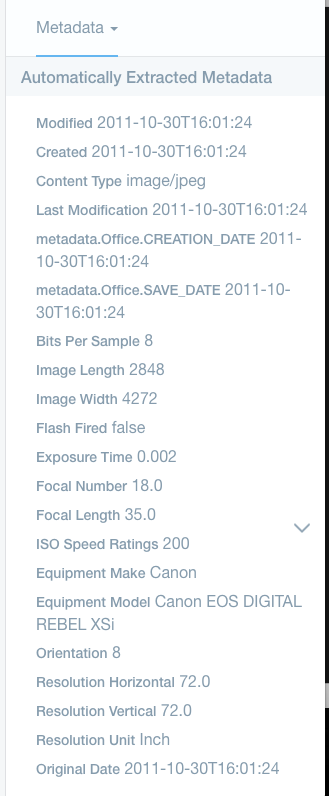 Metadata
Automatically Extracted Metadata
Modified 2011-10-30T16:01:24
Created 2011-10-30T16:01:24
Content Type image/jpeg
Last Modification 2011-10-30T16:01:24
metadata.Office.CREATION_DATE 2011-
10-30T16:01:24
metadata.Office.SAVE_DATE 2011-10-
30T16:01:24
Bits Per Sample 8
Image Length 2848
Image Width 4272
Flash Fired false
Exposure Time 0.002
Focal Number 18.0
Focal Length 35.0
ISO Speed Ratings 200
Equipment Make Canon
Equipment Model Canon EOS DIGITAL
REBEL XSi
Orientation 8
Resolution Horizontal 72.0
Resolution Vertical 72.0
Resolution Unit Inch
Original Date 2011-10-30T16:01:24